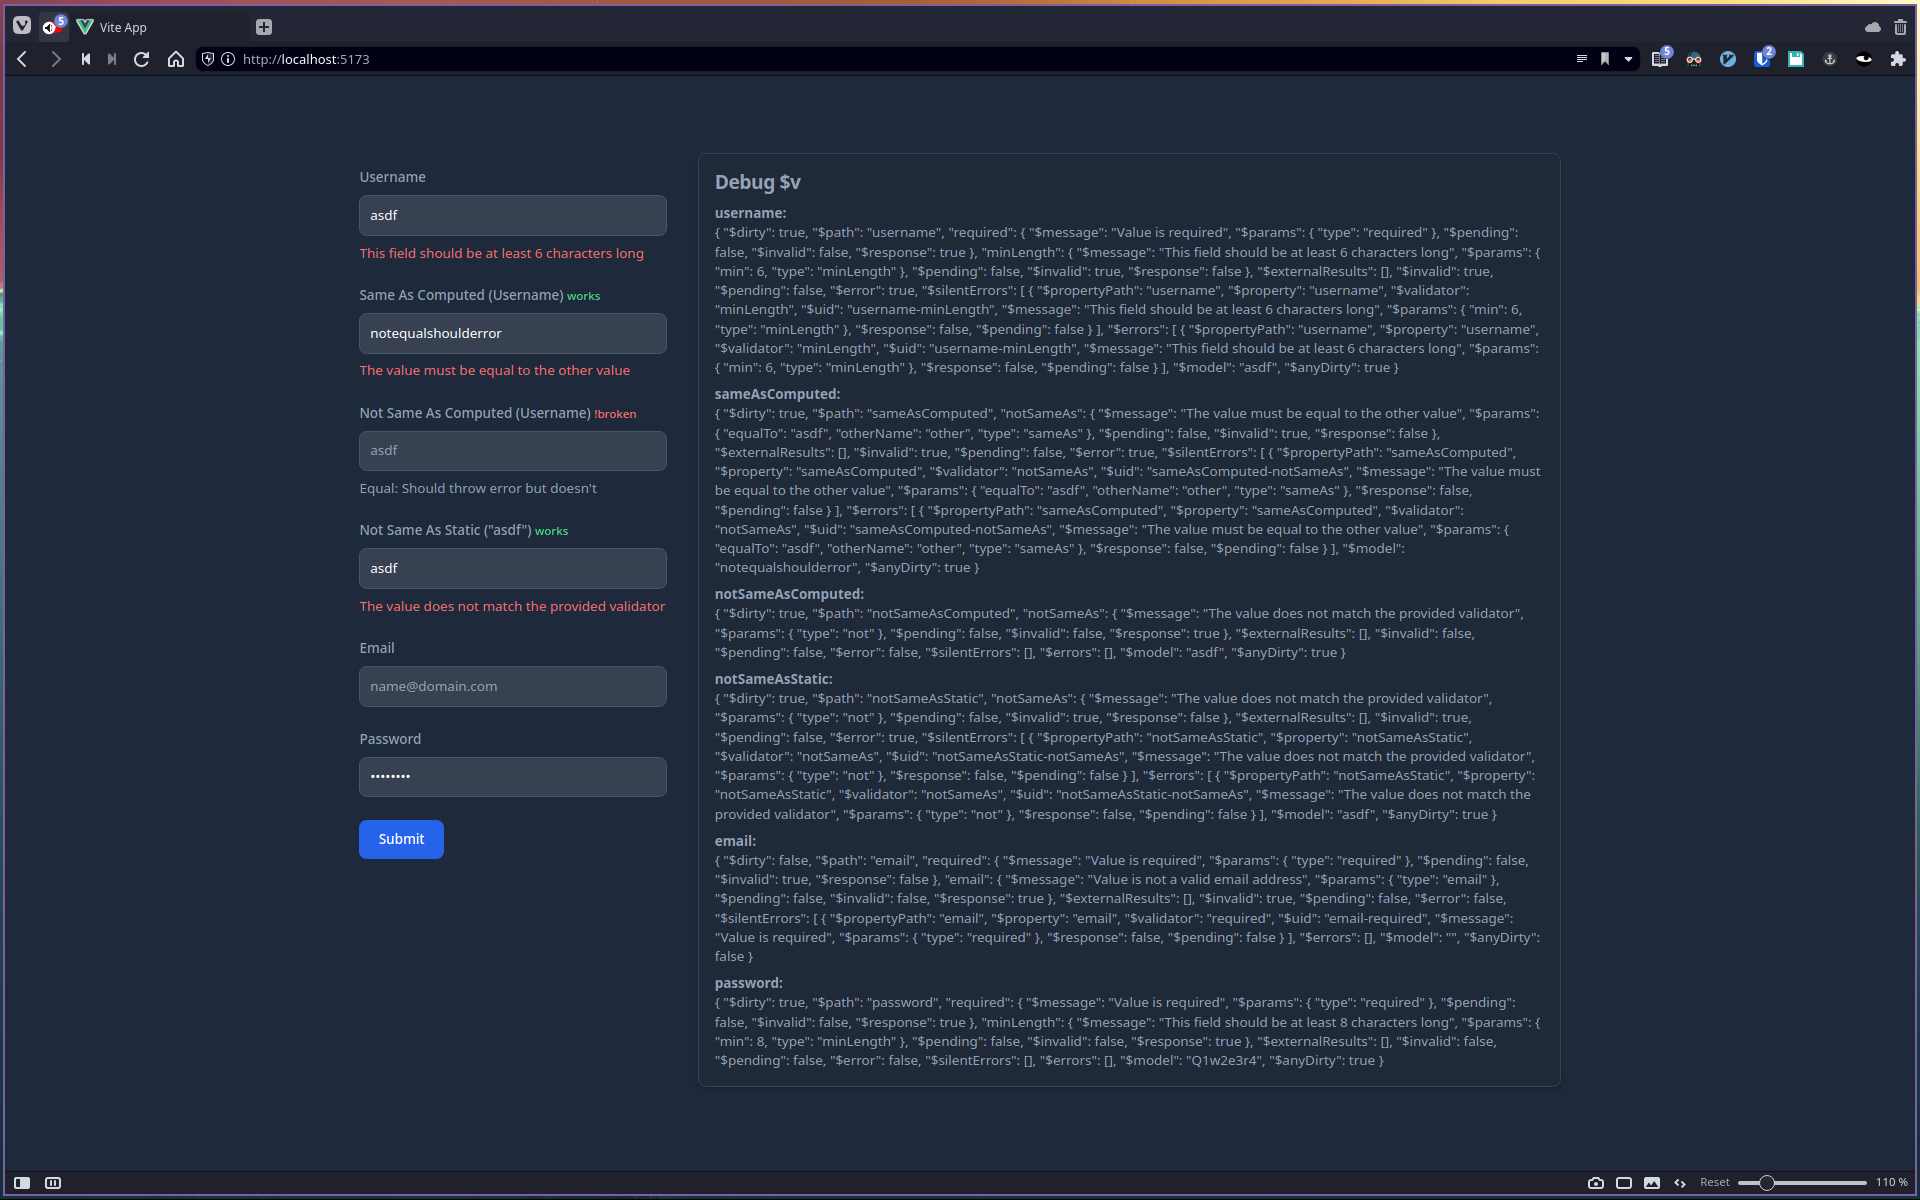 5
Vite App
http://localhost:5173
5
2
Username
asdf
This field should be at least 6 characters long
Same As Computed (Username) works
notequalshoulderror
The value must be equal to the other value
Not Same As Computed (Username) !broken
asdf
Equal: Should throw error but doesn't
Not Same As Static ("asdf") works
asdf
The value does not match the provided validator
Email
name@domain.com
Password
••••••••
Submit
Debug $v
username:
{ "$dirty": true, "$path": "username", "required": { "$message": "Value is required", "$params": { "type": "required" }, "$pending":
false, "$invalid": false, "$response": true }, "minLength": { "$message": "This field should be at least 6 characters long", "$params": {
"min": 6, "type": "minLength" }, "$pending": false, "$invalid": true, "$response": false }, "$externalResults": [], "$invalid": true,
"$pending": false, "$error": true, "$silentErrors": [ { "$propertyPath": "username", "$property": "username", "$validator":
"minLength", "$uid": "username-minLength", "$message": "This field should be at least 6 characters long", "$params": { "min": 6,
"type": "minLength" }, "$response": false, "$pending": false } ], "$errors": [ { "$propertyPath": "username", "$property": "username",
"$validator": "minLength", "$uid": "username-minLength", "$message": "This field should be at least 6 characters long", "$params":
{ "min": 6, "type": "minLength" }, "$response": false, "$pending": false } ], "$model": "asdf", "$anyDirty": true }
sameAsComputed:
{ "$dirty": true, "$path": "sameAsComputed", "notSameAs": { "$message": "The value must be equal to the other value", "$params":
{ "equalTo": "asdf", "otherName": "other", "type": "sameAs" }, "$pending": false, "$invalid": true, "$response": false },
"$externalResults": [], "$invalid": true, "$pending": false, "$error": true, "$silentErrors": [ { "$propertyPath": "sameAsComputed",
"$property": "sameAsComputed", "$validator": "notSameAs", "$uid": "sameAsComputed-notSameAs", "$message": "The value must
be equal to the other value", "$params": { "equalTo": "asdf", "otherName": "other", "type": "sameAs" }, "$response": false,
"$pending": false } ], "$errors": [ { "$propertyPath": "sameAsComputed", "$property": "sameAsComputed", "$validator":
"notSameAs", "$uid": "sameAsComputed-notSameAs", "$message": "The value must be equal to the other value", "$params": {
"equalTo": "asdf", "otherName": "other", "type": "sameAs" }, "$response": false, "$pending": false } ], "$model":
"notequalshoulderror", "$anyDirty": true }
notSameAsComputed:
{ "$dirty": true, "$path": "notSameAsComputed", "notSameAs": { "$message": "The value does not match the provided validator",
"$params": { "type": "not" }, "$pending": false, "$invalid": false, "$response": true }, "$externalResults": [], "$invalid": false,
"$pending": false, "$error": false, "$silentErrors": [], "$errors": [], "$model": "asdf", "$anyDirty": true }
notSameAsStatic:
{ "$dirty": true, "$path": "notSameAsStatic", "notSameAs": { "$message": "The value does not match the provided validator",
"$params": { "type": "not" }, "$pending": false, "$invalid": true, "$response": false }, "$externalResults": [], "$invalid": true,
"$pending": false, "$error": true, "$silentErrors": [ { "$propertyPath": "notSameAsStatic", "$property": "notSameAsStatic",
"$validator": "notSameAs", "$uid": "notSameAsStatic-notSameAs", "$message": "The value does not match the provided validator",
"$params": { "type": "not" }, "$response": false, "$pending": false } ], "$errors": [ { "$propertyPath": "notSameAsStatic", "$property":
"notSameAsStatic", "$validator": "notSameAs", "$uid": "notSameAsStatic-notSameAs", "$message": "The value does not match the
provided validator", "$params": { "type": "not" }, "$response": false, "$pending": false } ], "$model": "asdf", "$anyDirty": true }
email:
{ "$dirty": false, "$path": "email", "required": { "$message": "Value is required", "$params": { "type": "required" }, "$pending": false,
"$invalid": true, "$response": false }, "email": { "$message": "Value is not a valid email address", "$params": { "type": "email" },
"$pending": false, "$invalid": false, "$response": true }, "$externalResults": [], "$invalid": true, "$pending": false, "$error": false,
"$silentErrors": [ { "$propertyPath": "email", "$property": "email", "$validator": "required", "$uid": "email-required", "$message":
"Value is required", "$params": { "type": "required" }, "$response": false, "$pending": false } ], "$errors": [], "$model": "", "$anyDirty":
false }
password:
{ "$dirty": true, "$path": "password", "required": { "$message": "Value is required", "$params": { "type": "required" }, "$pending":
false, "$invalid": false, "$response": true }, "minLength": { "$message": "This field should be at least 8 characters long", "$params": {
"min": 8, "type": "minLength" }, "$pending": false, "$invalid": false, "$response": true }, "$externalResults": [], "$invalid": false,
"$pending": false, "$error": false, "$silentErrors": [], "$errors": [], "$model": "Q1w2e3r4", "$anyDirty": true }
Reset
110 %